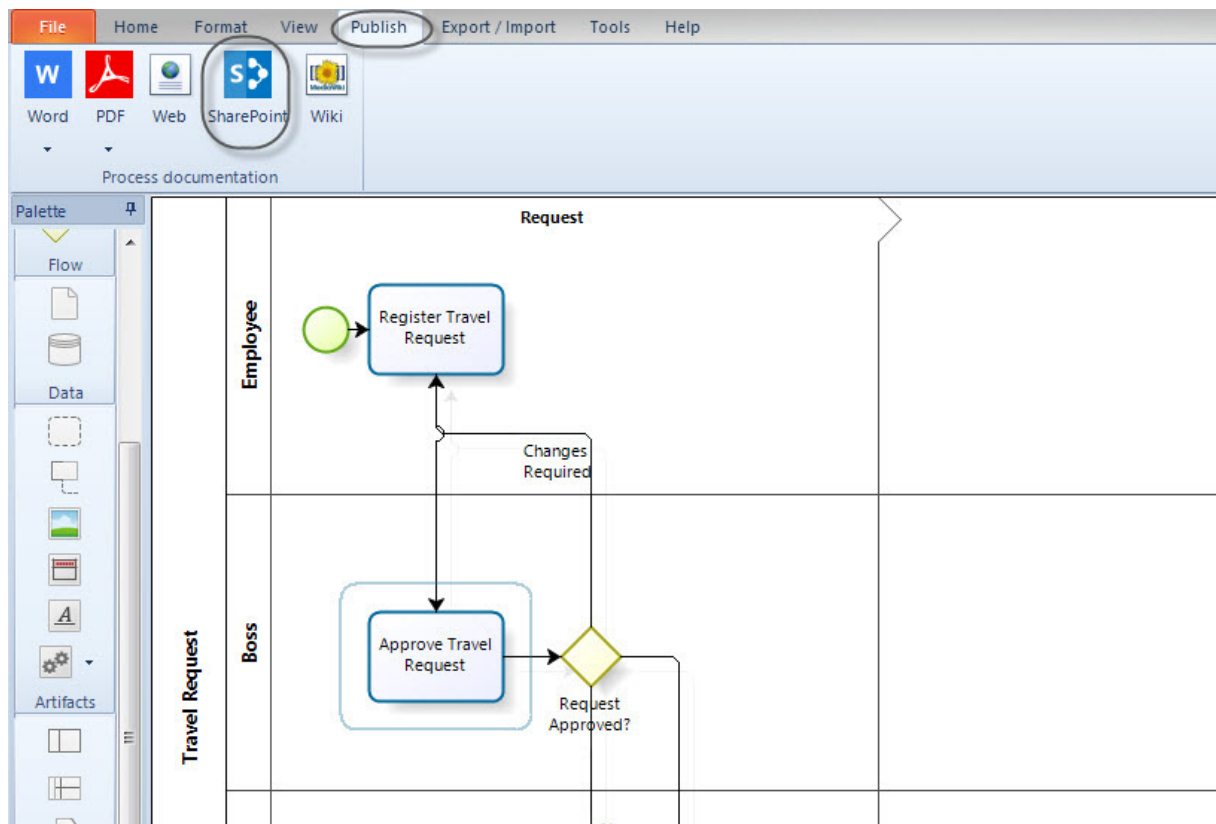 File Home Format View Publish Export / Import Tools Help
W S
Word PDF Web SharePoint Wiki
Process documentation
Palette
Flow
Data
A
Artifacts
Request
Employee
Register Travel
Request
Changes
Required
Travel Request
Boss
Approve Travel
Request
Request
Approved?